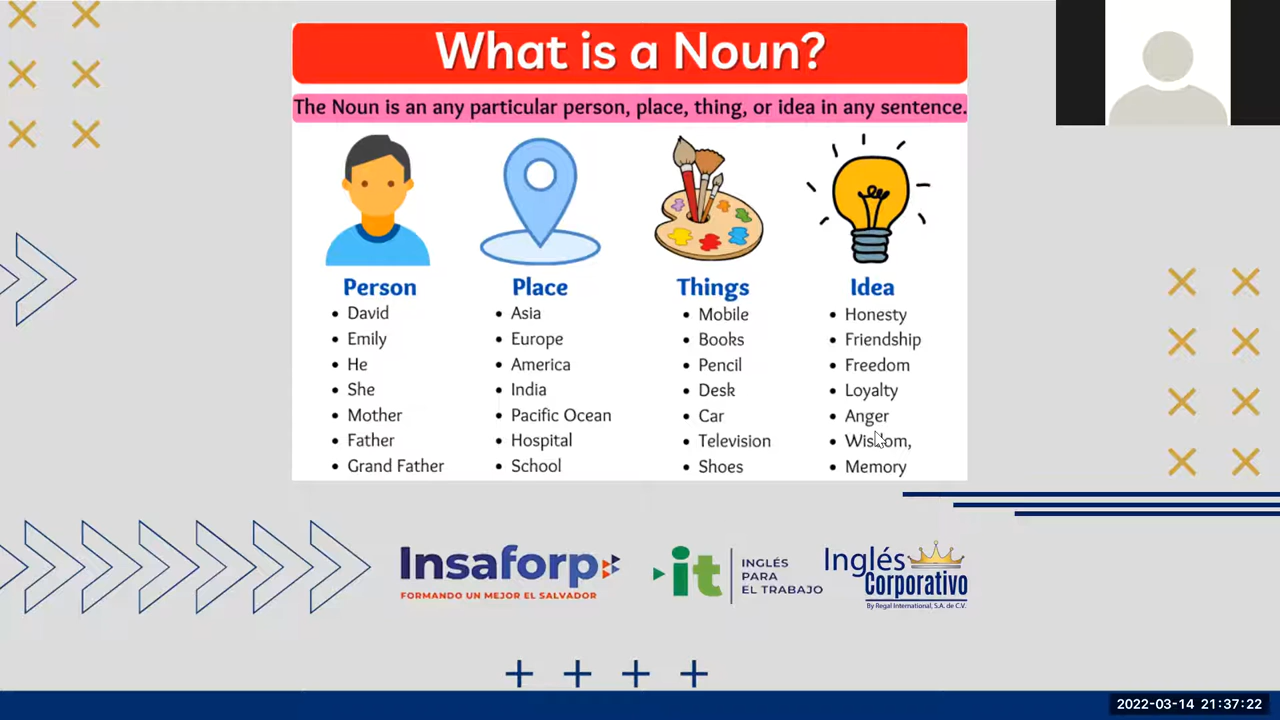 What is a Noun?
The Noun is an any particular person, place, thing, or idea in any sentence.
Person
• David
• Emily
• He
• She
• Mother
• Father
• Grand Father
Place
• Asia
• Europe
• America
• India
• Pacific Ocean
• Hospital
• School
Things
• Mobile
• Books
• Pencil
• Desk
• Car
• Television
• Shoes
Idea
• Honesty
• Friendship
• Freedom
• Loyalty
• Anger
• Wisdom,
• Memory
Insaforp
FORMANDO UN MEJOR EL SALVADOR
it
INGLÉS
PARA
EL TRABAJO
Inglés
Corporativo
By Regal International, S.A. de C.V.
2022-03-14 21:37:22